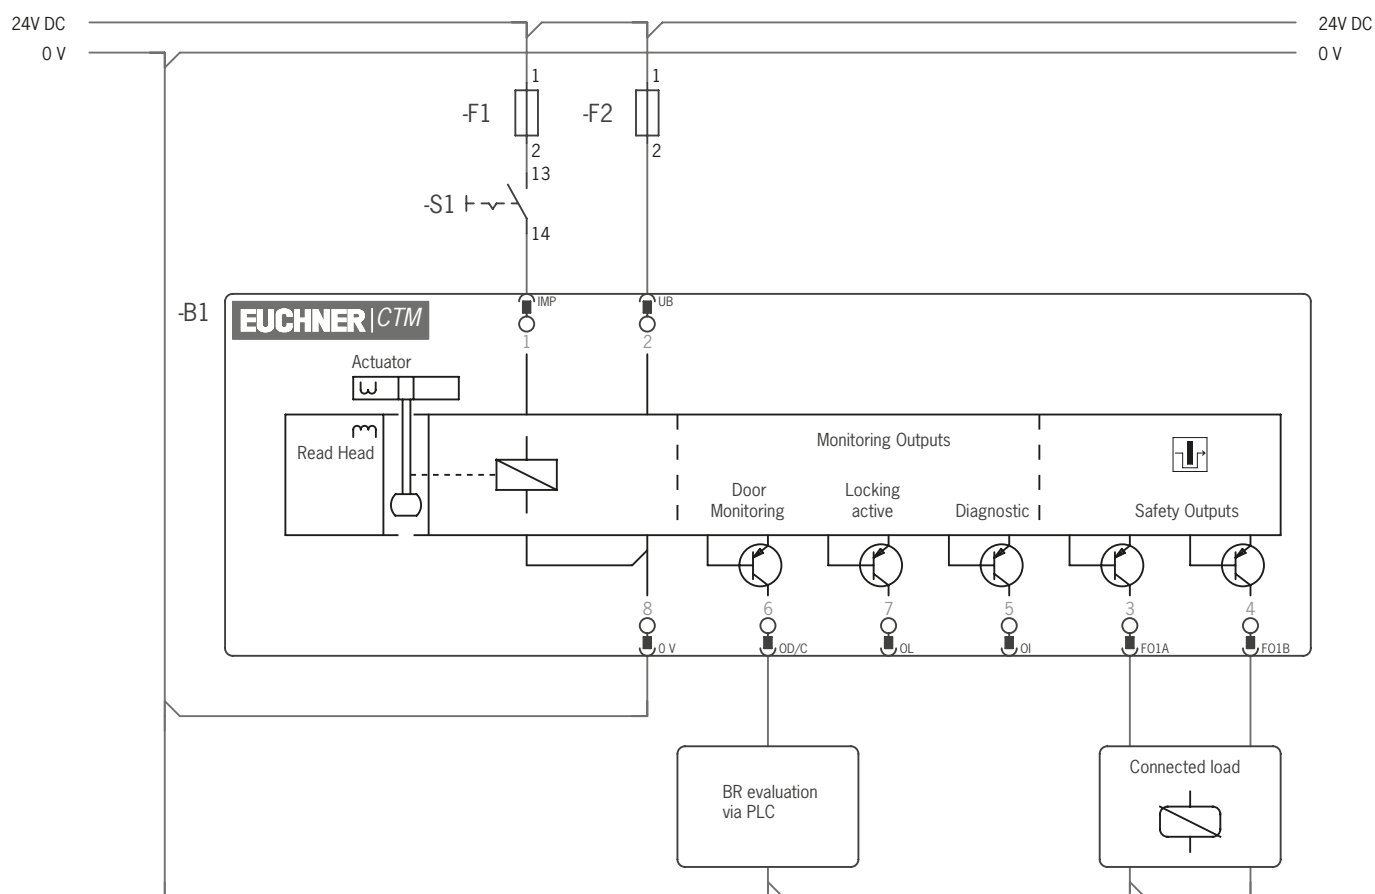 24V DC
24V DC
0 V
0 V
1
1
-F1
-F2
2
2
13
-S1
14
-B1
EUCHNER CTM
IMP
UB
1
2
Actuator
Read Head
Monitoring Outputs
Door
Monitoring
Locking
active
Diagnostic
Safety Outputs
8
6
7
5
3
4
0 V
OD/C
OL
OI
FO1A
FO1B
BR evaluation
via PLC
Connected load